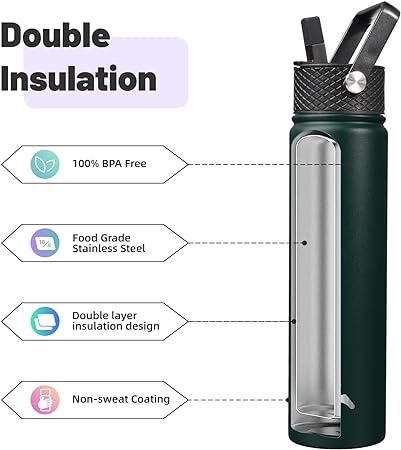 Double
Insulation
100% BPA Free
Food Grade
Stainless Steel
Double layer
insulation design
Non-sweat Coating